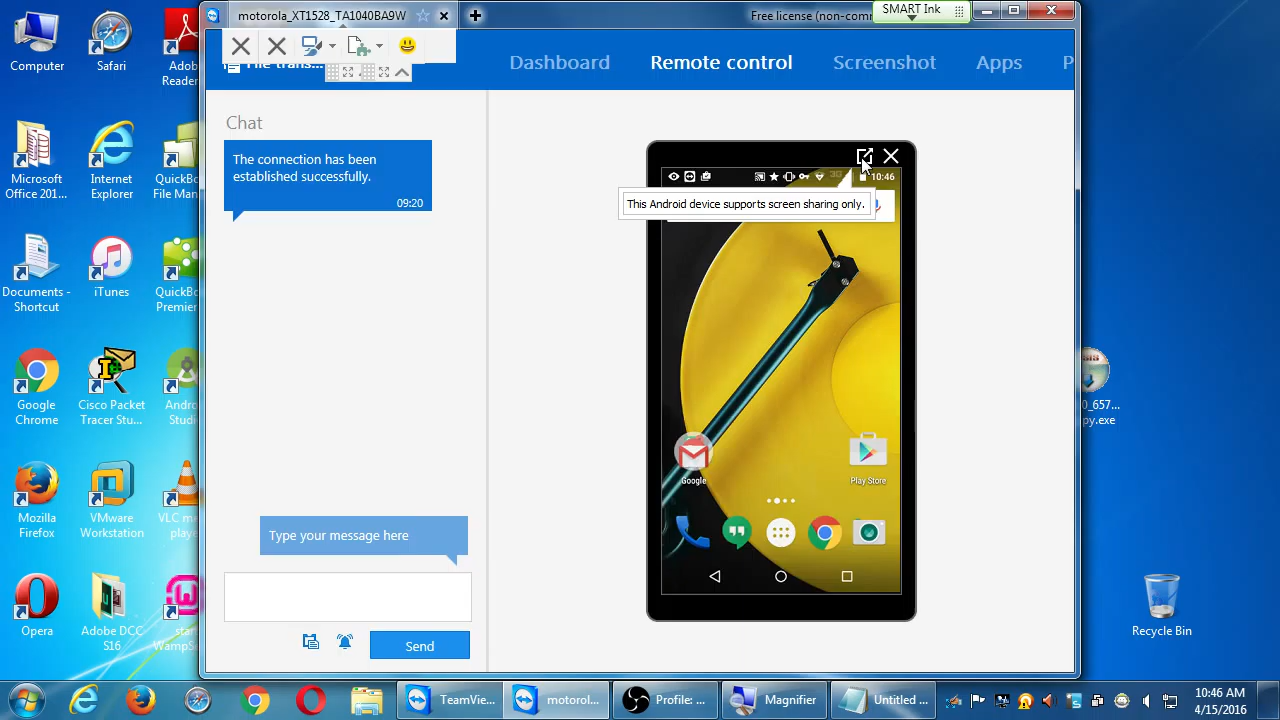 motorola_XT1528_TA1040BA9W
Free license (non-com
SMART Ink
Dashboard
Remote control
Screenshot
Apps
Chat
The connection has been
established successfully.
09:20
10:46
This Android device supports screen sharing only.
Google
Play Store
Type your message here
Send
Computer
Safari
Adobe
Reader
Microsoft
Office 201...
Internet
Explorer
QuickBo
File Man
Documents -
Shortcut
iTunes
QuickBo
Premier
Google
Chrome
Cisco Packet
Tracer Stu...
Andro
Studi
Mozilla
Firefox
VMware
Workstation
VLC m
playe
Opera
Adobe DCC
S16
star
WampSe
0_657...
py.exe
Recycle Bin
TeamVie...
motorol...
Profile: ...
Magnifier
Untitled ...
10:46 AM
4/15/2016